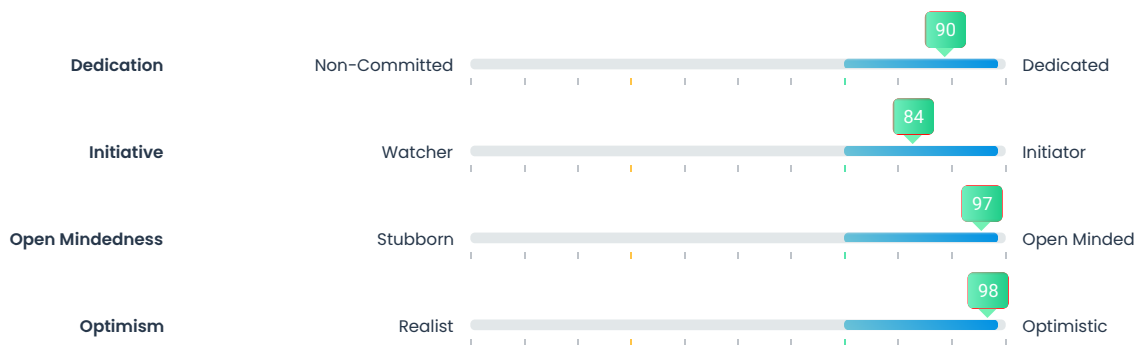 90
Dedication Non-Committed Dedicated
84
Initiative Watcher Initiator
97
Open Mindedness Stubborn Open Minded
98
Optimism Realist Optimistic